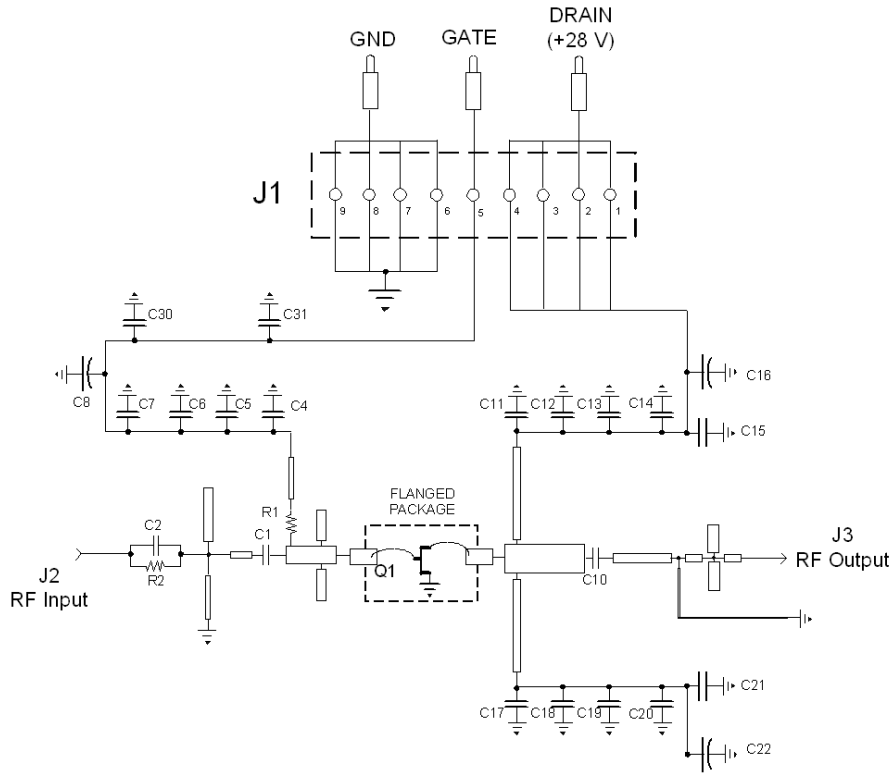 DRAIN
(+28 V)
GND
GATE
J1
9
8
7
6
5
4
3
2
1
C30
C31
C8
C7
C6
C5
C4
C16
C11
C12
C13
C14
C15
FLANGED
PACKAGE
R1
C2
C1
R2
Q1
J2
RF Input
C10
J3
RF Output
C17
C18
C19
C20
C21
C22